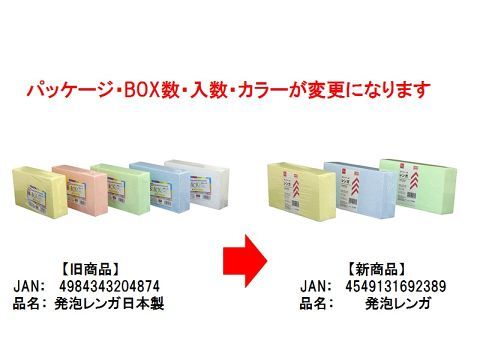 パッケージ・BOX数・入数・カラーが変更になります
【旧商品】
JAN: 4984343204874
品名: 発泡レンガ日本製
【新商品】
JAN: 4549131692389
品名: 発泡レンガ